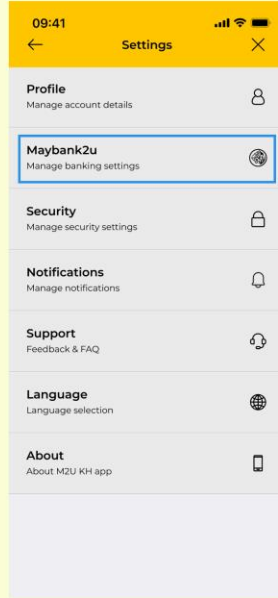 09:41
Settings
Profile
Manage account details
Maybank2u
Manage banking settings
Security
Manage security settings
Notifications
Manage notifications
Support
Feedback & FAQ
Language
Language selection
About
About M2U KH app